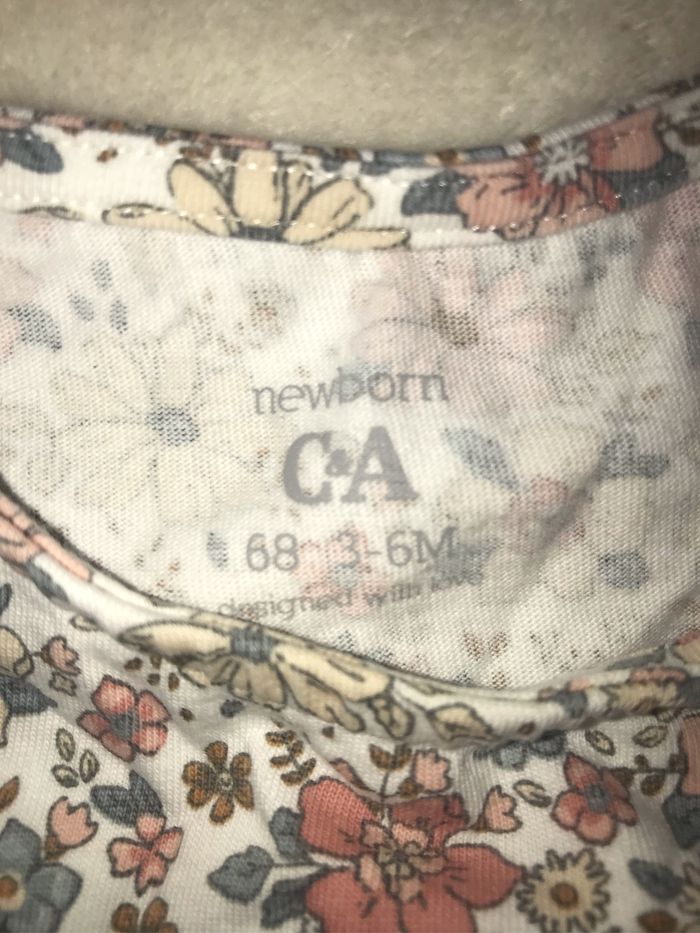 newborn
C&A
68 3-6M
designed with love